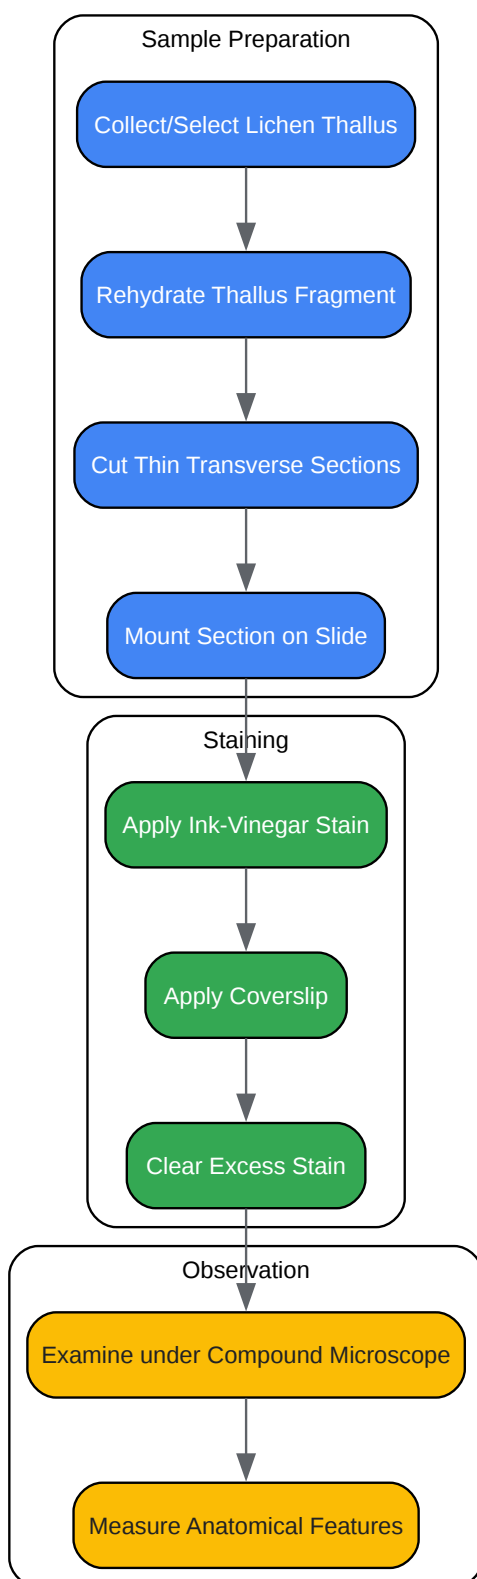 Sample Preparation
Collect/Select Lichen Thallus
Rehydrate Thallus Fragment
Cut Thin Transverse Sections
Mount Section on Slide
Staining
Apply Ink-Vinegar Stain
Apply Coverslip
Clear Excess Stain
Observation
Examine under Compound Microscope
Measure Anatomical Features